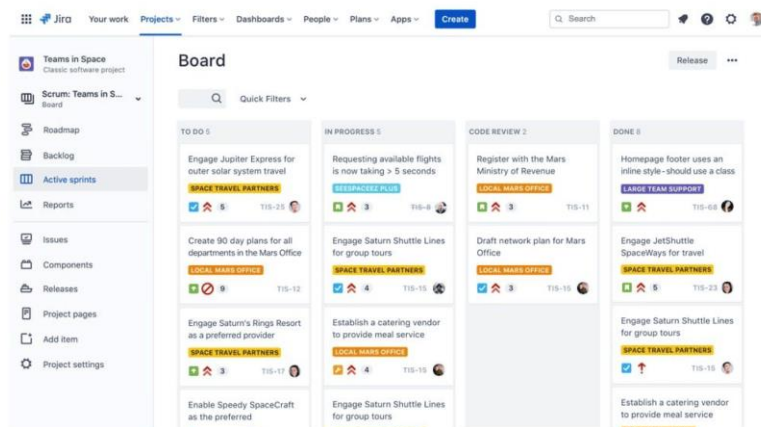 Jira Your work Projects Filters Dashboards People Plans Apps Create Search
Teams in Space
Classic software project
Scrum: Teams in S...
Board
Roadmap
Backlog
Active sprints
Reports
Issues
Components
Releases
Project pages
Add item
Project settings
Board
Release
Quick Filters
TO DO 5
Engage Jupiter Express for
outer solar system travel
SPACE TRAVEL PARTNERS
5 TIS-25
Create 90 day plans for all
departments in the Mars Office
LOCAL MARS OFFICE
9 TIS-12
Engage Saturn's Rings Resort
as a preferred provider
SPACE TRAVEL PARTNERS
3 TIS-17
Enable Speedy SpaceCraft
as the preferred
IN PROGRESS 5
Requesting available flights
is now taking > 5 seconds
SEESPACEEZ PLUS
3 TIS-8
Engage Saturn Shuttle Lines
for group tours
SPACE TRAVEL PARTNERS
4 TIS-15
Establish a catering vendor
to provide meal service
LOCAL MARS OFFICE
4 TIS-15
Engage Saturn Shuttle Lines
for group tours
CODE REVIEW 2
Register with the Mars
Ministry of Revenue
LOCAL MARS OFFICE
3 TIS-11
Draft network plan for Mars
Office
LOCAL MARS OFFICE
3 TIS-15
DONE 8
Homepage footer uses an
inline style-should use a class
LARGE TEAM SUPPORT
TIS-68
Engage JetShuttle
SpaceWays for travel
SPACE TRAVEL PARTNERS
5 TIS-23
Engage Saturn Shuttle Lines
for group tours
SPACE TRAVEL PARTNERS
TIS-15
Establish a catering vendor
to provide meal service